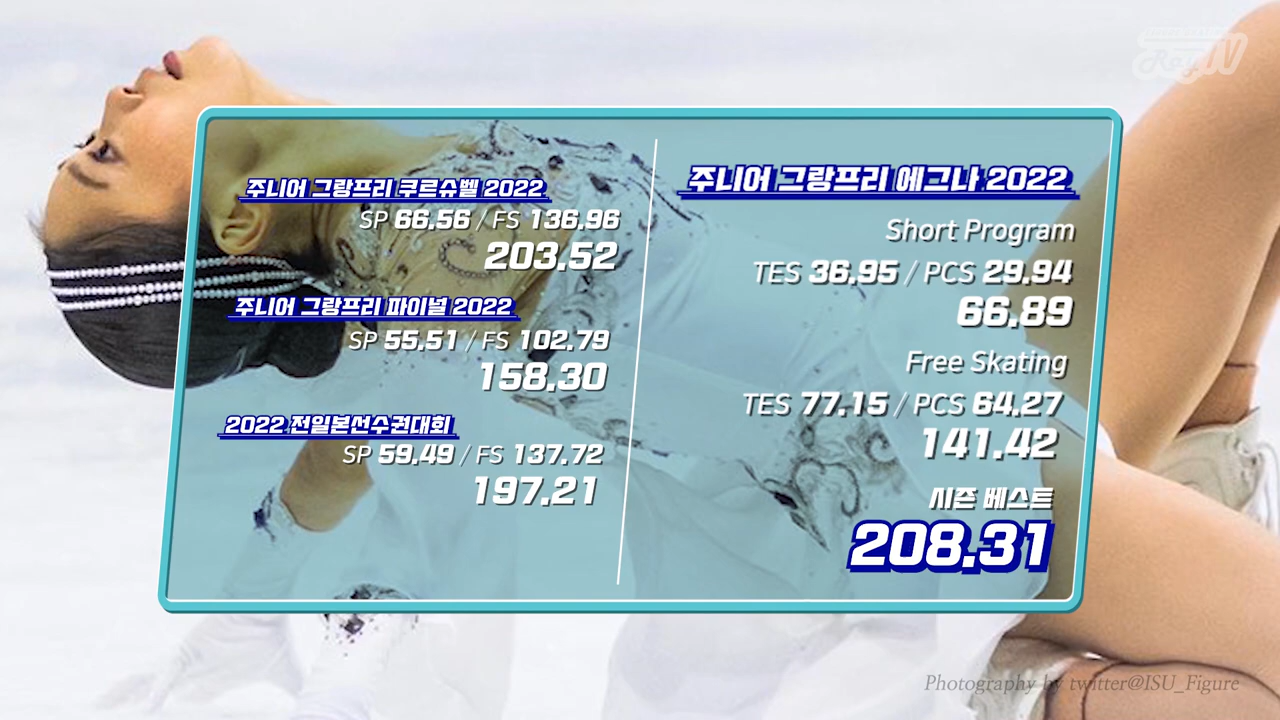 주니어 그랑프리 쿠르슈벨 2022
SP 66.56 / FS 136.96
203.52
주니어 그랑프리 파이널 2022
SP 55.51 / FS 102.79
158.30
2022 전일본선수권대회
SP 59.49 / FS 137.72
197.21
주니어 그랑프리 에그나 2022
Short Program
TES 36.95 / PCS 29.94
66.89
Free Skating
TES 77.15 / PCS 64.27
141.42
시즌 베스트
208.31
Photography by twitter@ISU_Figure